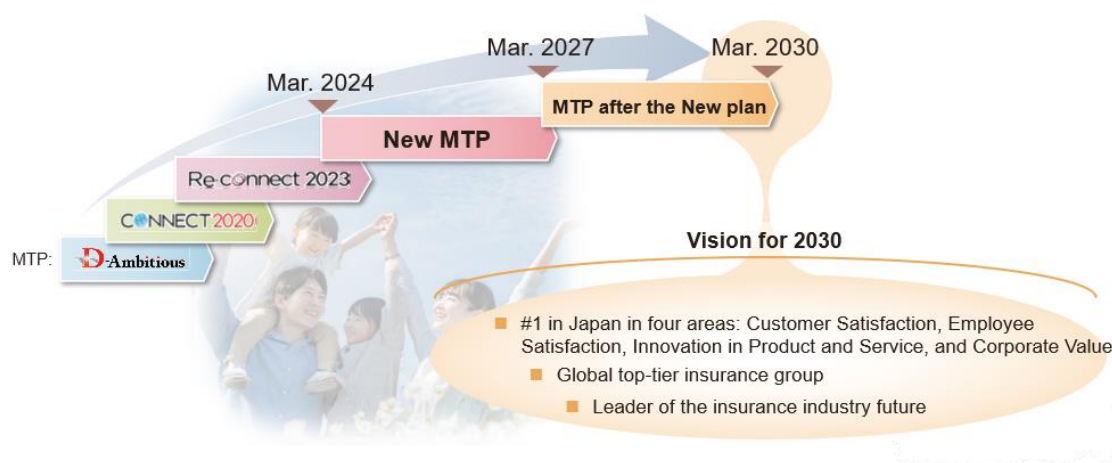 Mar. 2030
Mar. 2027
Mar. 2024
MTP after the New plan
New MTP
Re-connect 2023
CONNECT 2020
MTP:
D-Ambitious
Vision for 2030
#1 in Japan in four areas: Customer Satisfaction, Employee
Satisfaction, Innovation in Product and Service, and Corporate Value
Global top-tier insurance group
Leader of the insurance industry future